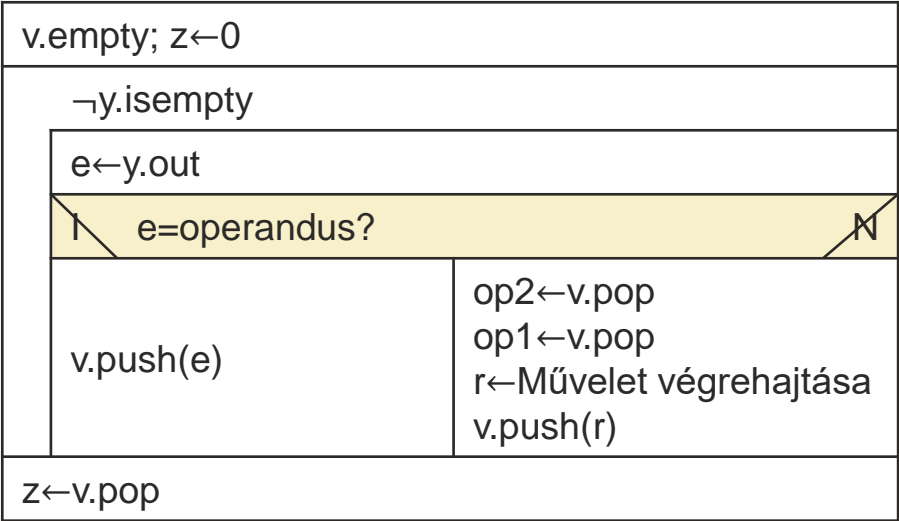 v.empty; z←0
¬y.isempty
e←y.out
I e=operandus? N
v.push(e)
op2←v.pop
op1←v.pop
r←Művelet végrehajtása
v.push(r)
z←v.pop